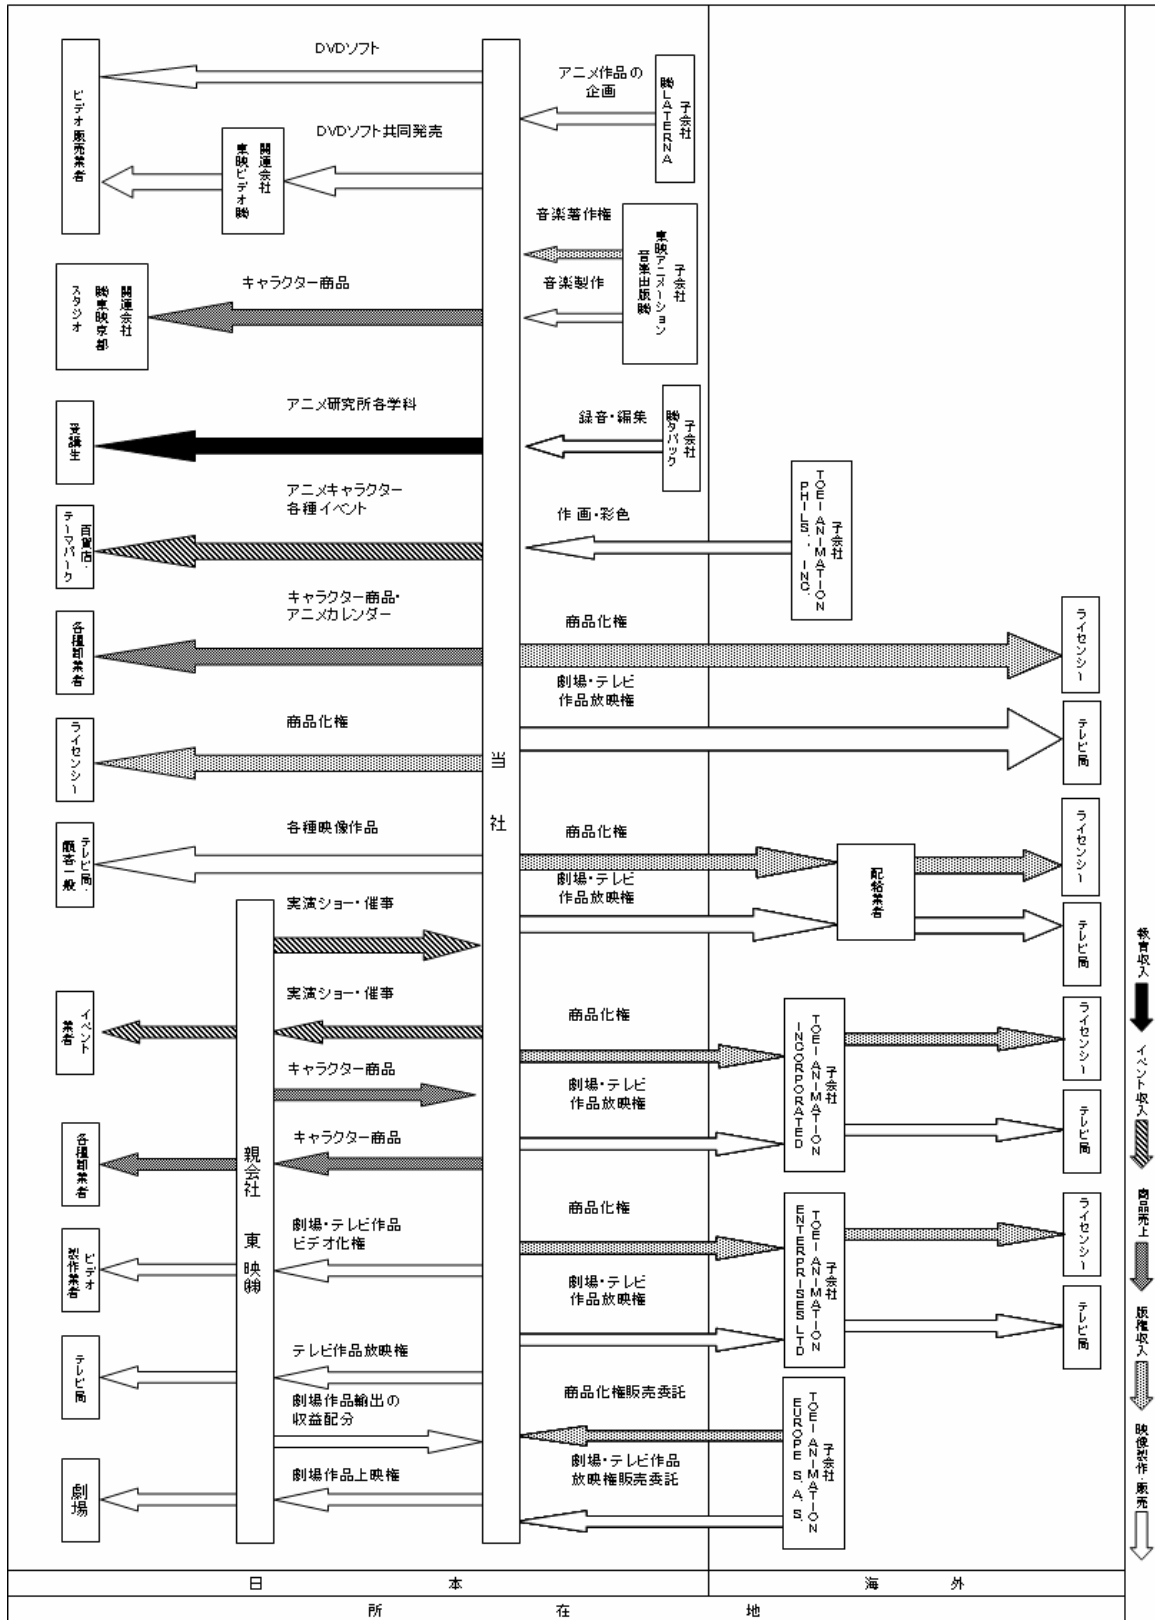 DVDソフト
ビデオ販売業者
アニメ作品の
企画
子会社
㈱LATERNA
DVDソフト共同発売
関連会社
東映ビデオ㈱
音楽著作権
音楽製作
子会社
東映アニメーション
音楽出版㈱
キャラクター商品
関連会社
㈱東映京都
スタジオ
アニメ研究所各学科
受講生
録音・編集
子会社
㈱タバック
アニメキャラクター
各種イベント
百貨店・
テーマパーク
作画・彩色
子会社
TOEI ANIMATION
PHILS., INC.
キャラクター商品・
アニメカレンダー
各種卸業者
商品化権
ライセンシー
劇場・テレビ
作品放映権
テレビ局
商品化権
ライセンシー
当社
各種映像作品
テレビ局・
顧客一般
商品化権
劇場・テレビ
作品放映権
配給業者
ライセンシー
テレビ局
実演ショー・催事
実演ショー・催事
イベント
業者
キャラクター商品
商品化権
劇場・テレビ
作品放映権
子会社
TOEI ANIMATION
INCORPORATED
ライセンシー
テレビ局
キャラクター商品
各種卸業者
親会社 東映㈱
劇場・テレビ作品
ビデオ化権
ビデオ
製作業者
商品化権
劇場・テレビ
作品放映権
子会社
TOEI ANIMATION
ENTERPRISES LTD
ライセンシー
テレビ局
テレビ作品放映権
テレビ局
劇場作品輸出の
収益配分
劇場作品上映権
劇場
商品化権販売委託
劇場・テレビ作品
放映権販売委託
子会社
TOEI ANIMATION
EUROPE S.A.S.
教育収入
イベント収入
商品売上
版権収入
映像製作・販売
日本
海外
所在地